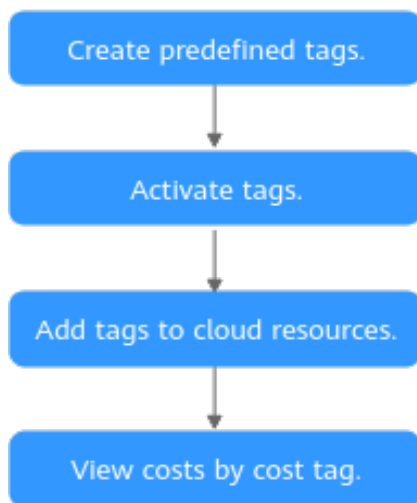 Create predefined tags.
Activate tags.
Add tags to cloud resources.
View costs by cost tag.